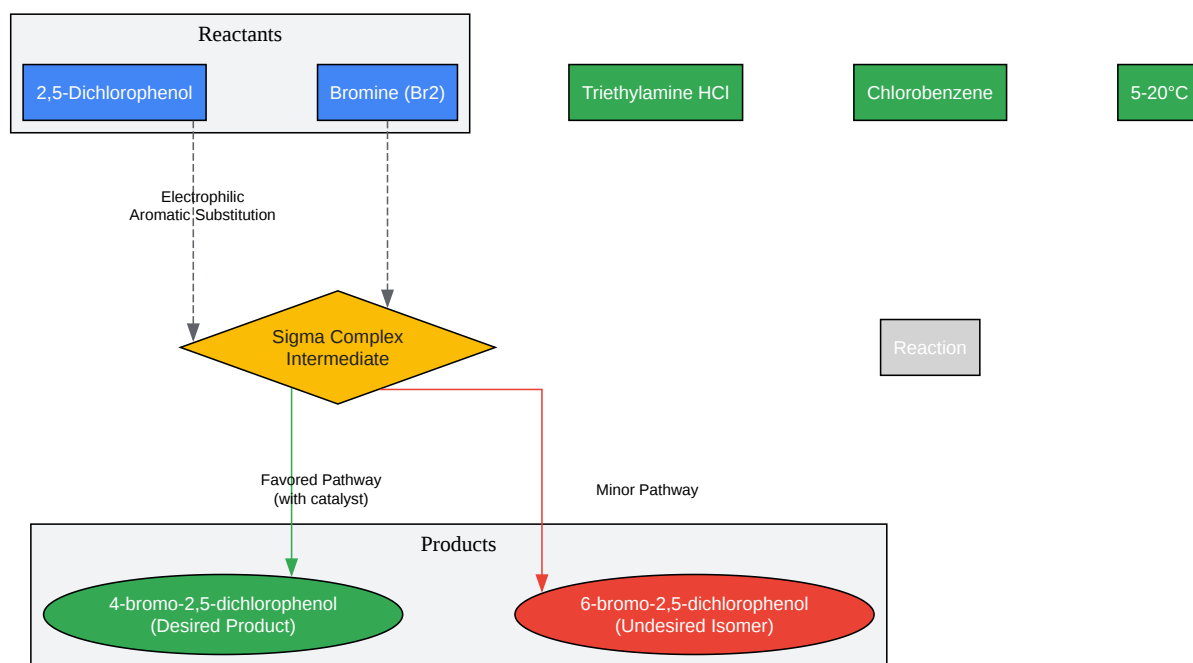 Reactants
2,5-Dichlorophenol
Bromine (Br2)
Triethylamine HCl
Chlorobenzene
5-20°C
Electrophilic
Aromatic Substitution
Sigma Complex
Intermediate
Reaction
Favored Pathway
(with catalyst)
Minor Pathway
Products
4-bromo-2,5-dichlorophenol
(Desired Product)
6-bromo-2,5-dichlorophenol
(Undesired Isomer)